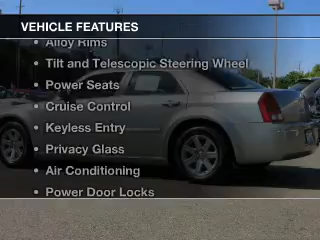 VEHICLE FEATURES
• Alloy Rims
• Tilt and Telescopic Steering Wheel
• Power Seats
• Cruise Control
• Keyless Entry
• Privacy Glass
• Air Conditioning
• Power Door Locks